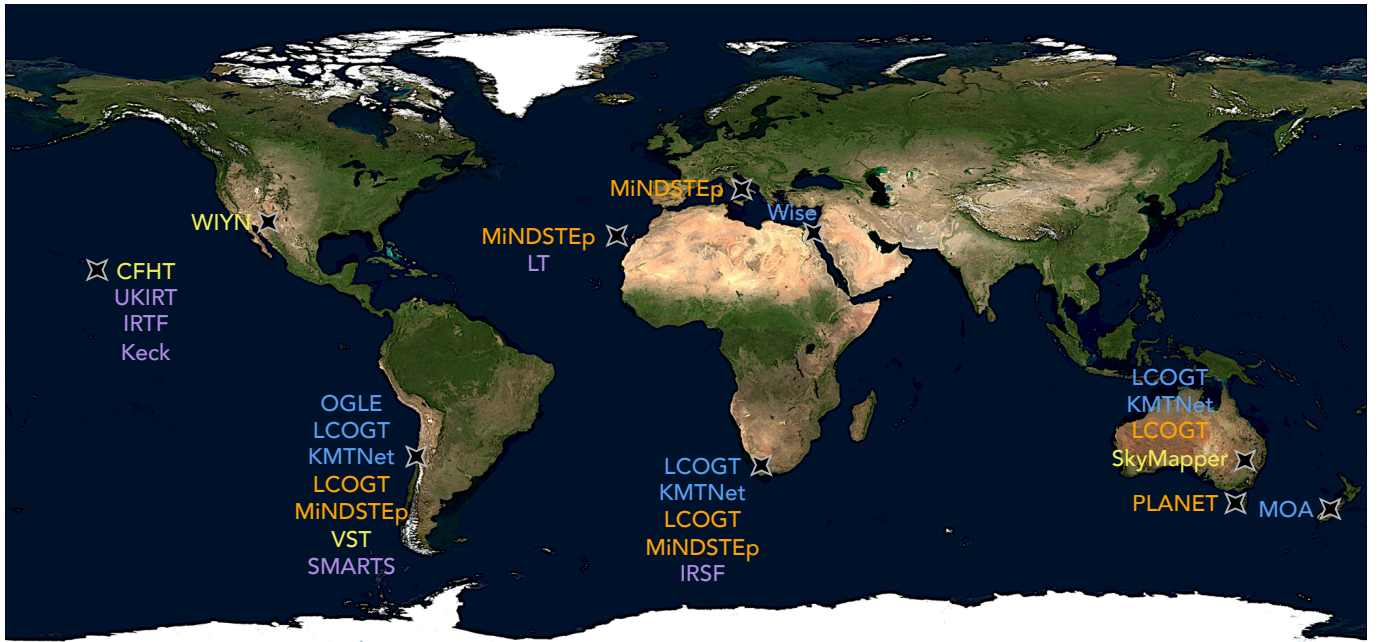 MiNDSTEp
Wise
WIYN
MiNDSTEp
LT
CFHT
UKIRT
IRTF
Keck
OGLE
LCOGT
KMTNet
LCOGT
MiNDSTEp
VST
SMARTS
LCOGT
KMTNet
LCOGT
MiNDSTEp
IRSF
LCOGT
KMTNet
LCOGT
SkyMapper
PLANET
MOA